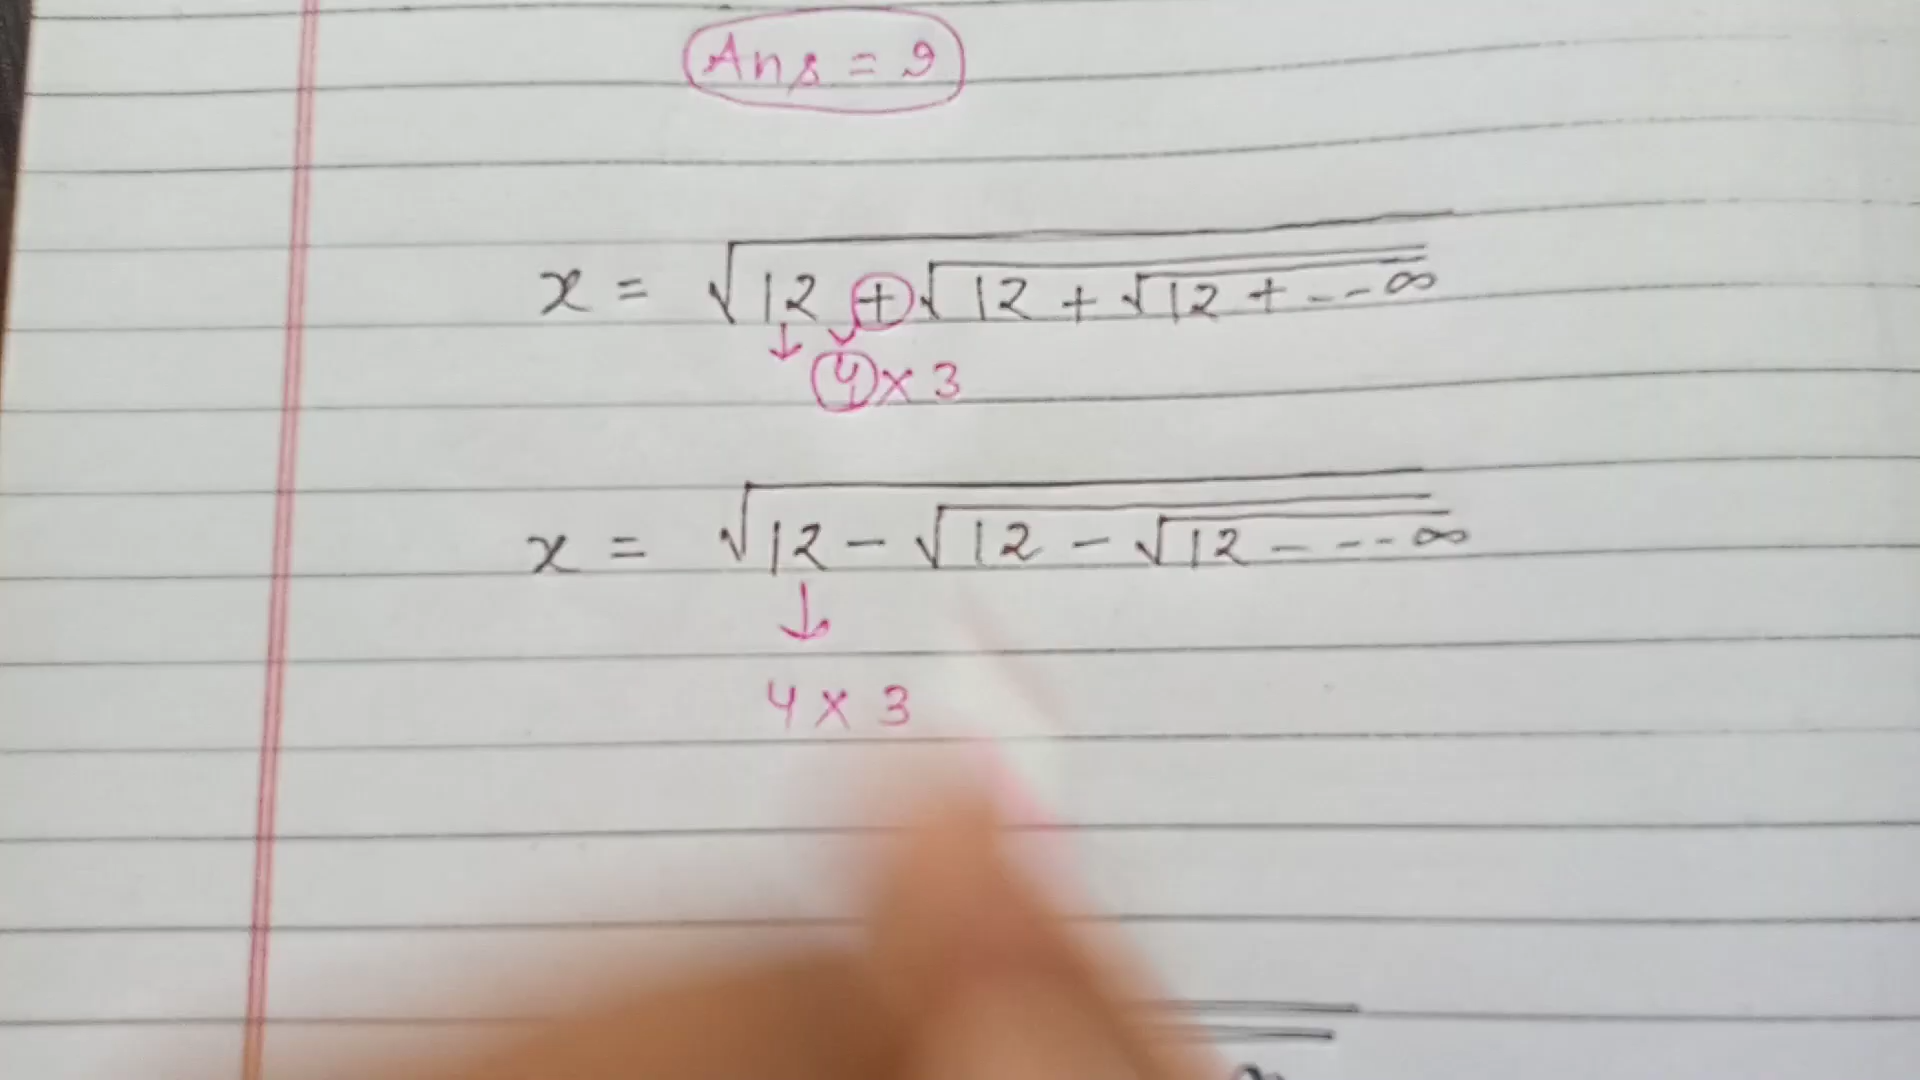 Ans = 9
x = √12 + √12 + √12 + - - ∞
↓
4 × 3
x = √12 - √12 - √12 - - - - ∞
↓
4 × 3